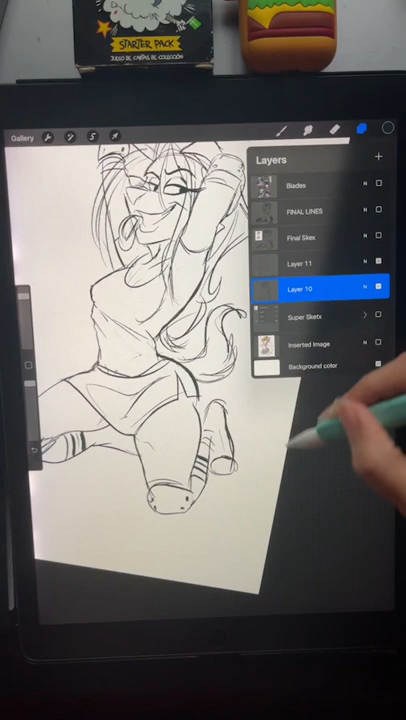 STARTER PACK
JUEGO DE CARTAS DE COLECCIÓN
Gallery
Layers
Blades N
FINAL LINES N
Final Skex N
Layer 11 N
Layer 10 N
Super Sketx
Inserted Image N
Background color